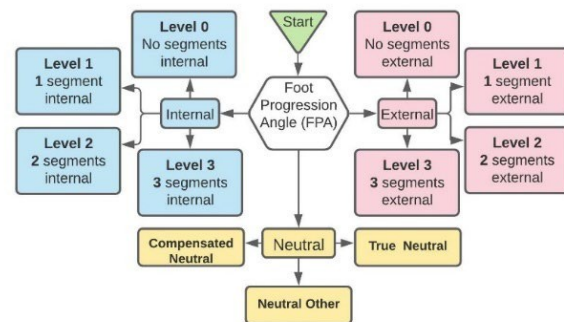 Start
Level 0
No segments
internal
Level 0
No segments
external
Level 1
1 segment
internal
Level 1
1 segment
external
Foot
Progression
Angle (FPA)
Internal
External
Level 2
2 segments
internal
Level 3
3 segments
internal
Level 3
3 segments
external
Level 2
2 segments
external
Compensated
Neutral
Neutral
True Neutral
Neutral Other